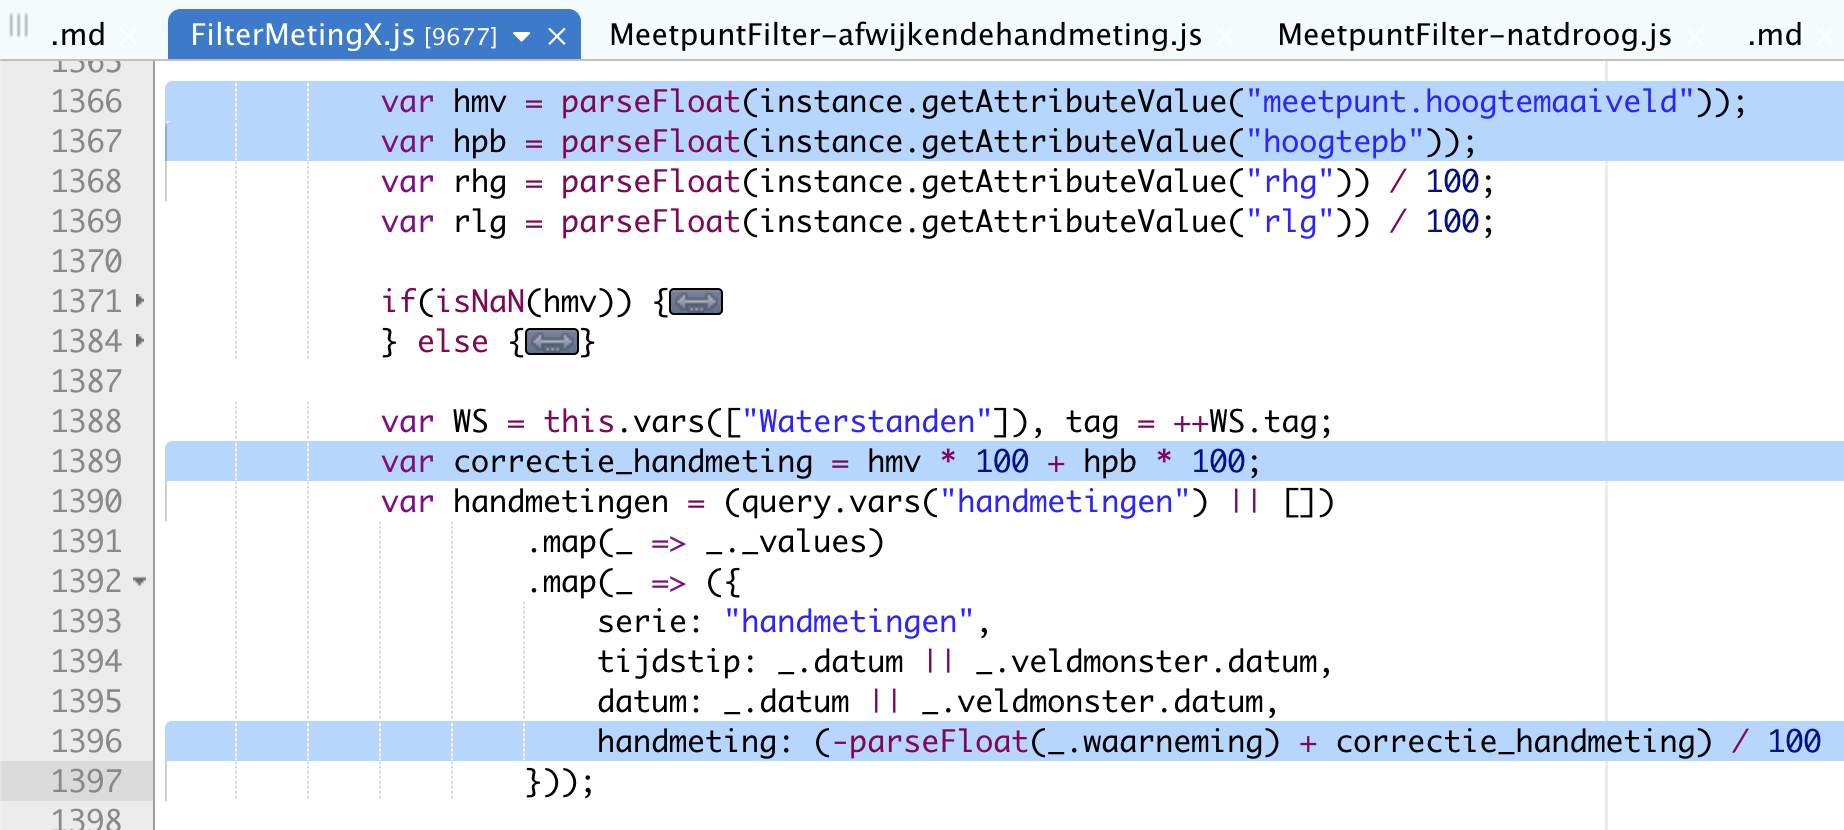 .md FilterMetingX.js [9677] MeetpuntFilter-afwijkendehandmeting.js MeetpuntFilter-natdroog.js .md
1365
1366 var hmv = parseFloat(instance.getAttributeValue("meetpunt.hoogtemaaiveld"));
1367 var hpb = parseFloat(instance.getAttributeValue("hoogtepb"));
1368 var rhg = parseFloat(instance.getAttributeValue("rhg")) / 100;
1369 var rlg = parseFloat(instance.getAttributeValue("rlg")) / 100;
1370
1371 if(isNaN(hmv)) {
1384 } else {}
1387
1388 var WS = this.vars(["Waterstanden"]), tag = ++WS.tag;
1389 var correctie_handmeting = hmv * 100 + hpb * 100;
1390 var handmetingen = (query.vars("handmetingen") || [])
1391 .map(_ => _._values)
1392 .map(_ => ({
1393 serie: "handmetingen",
1394 tijdstip: _.datum || _.veldmonster.datum,
1395 datum: _.datum || _.veldmonster.datum,
1396 handmeting: (-parseFloat(_.waarneming) + correctie_handmeting) / 100
1397 }));
1398